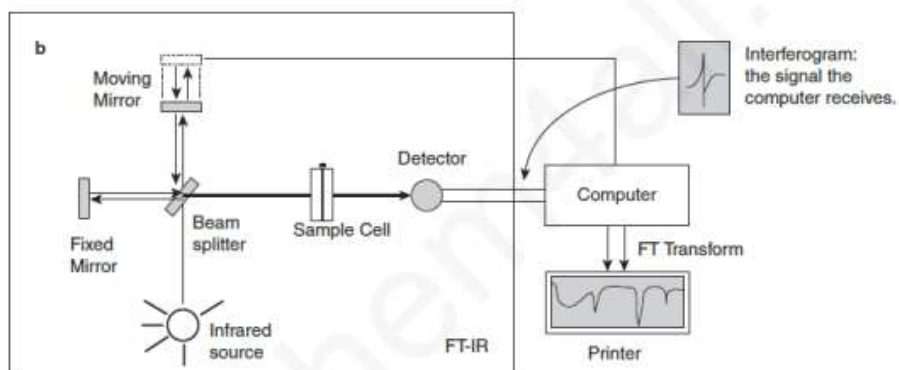 b
Moving
Mirror
Interferogram:
the signal the
computer receives.
Detector
Computer
Beam
splitter
Sample Cell
Fixed
Mirror
FT Transform
Infrared
source
FT-IR
Printer